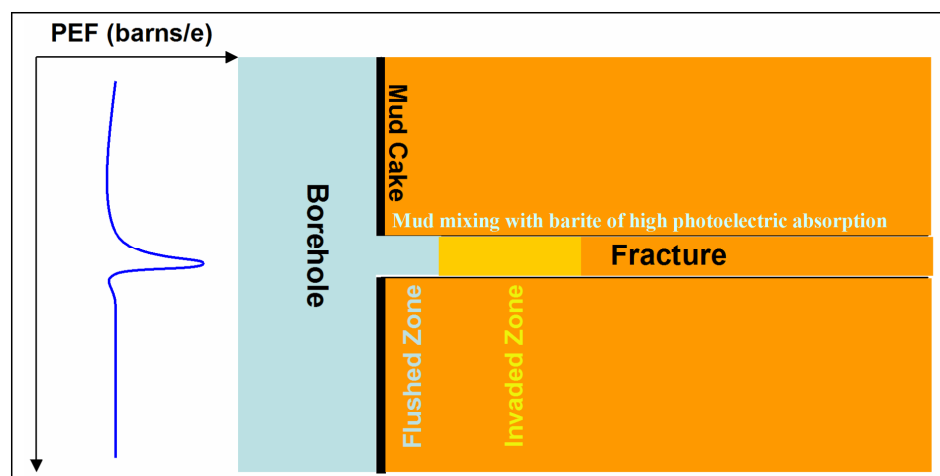 PEF (barns/e)
Borehole
Mud Cake
Mud mixing with barite of high photoelectric absorption
Fracture
Flushed Zone
Invaded Zone